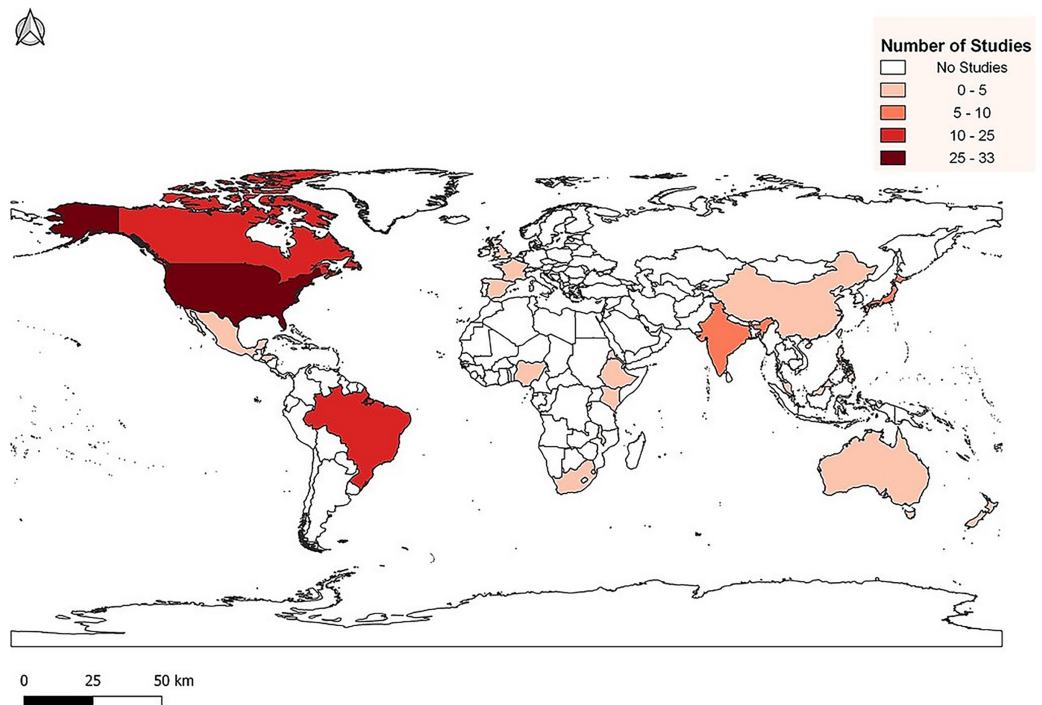 Number of Studies
No Studies
0 - 5
5 - 10
10 - 25
25 - 33
0 25 50 km